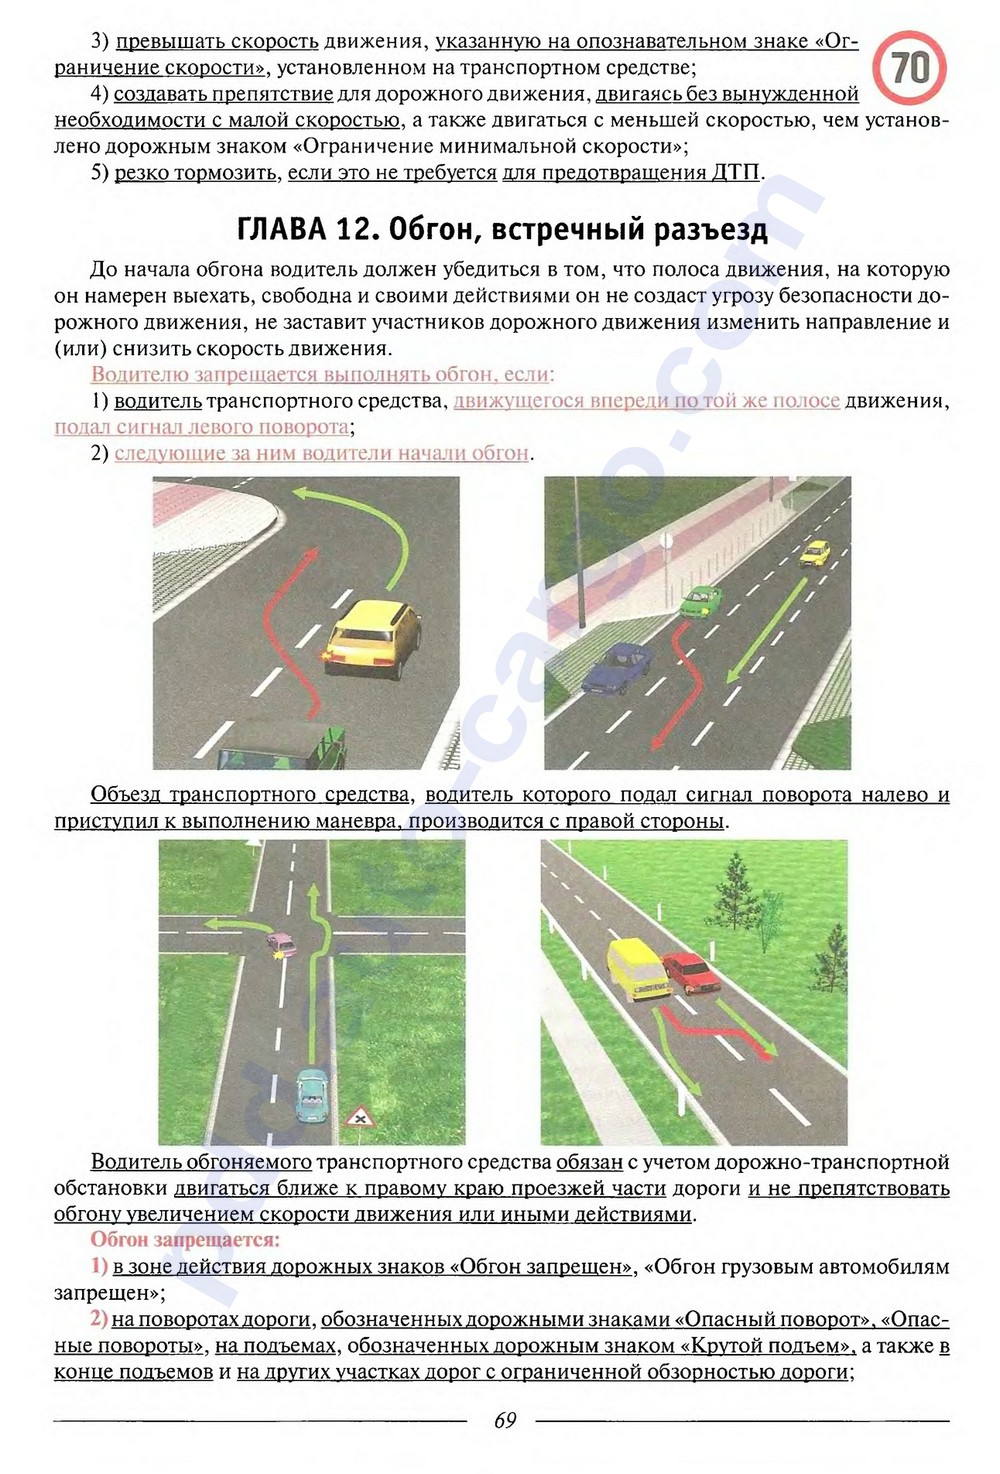 3) превышать скорость движения, указанную на опознавательном знаке «Ог-
раничение скорости», установленном на транспортном средстве;
70
4) создавать препятствие для дорожного движения, двигаясь без вынужденной
необходимости с малой скоростью, а также двигаться с меньшей скоростью, чем установ-
лено дорожным знаком «Ограничение минимальной скорости»;
5) резко тормозить, если это не требуется для предотвращения ДТП.
ГЛАВА 12. Обгон, встречный разъезд
До начала обгона водитель должен убедиться в том, что полоса движения, на которую
он намерен выехать, свободна и своими действиями он не создаст угрозу безопасности до-
рожного движения, не заставит участников дорожного движения изменить направление и
(или) снизить скорость движения.
Водителю запрещается выполнять обгон, если:
1) водитель транспортного средства, движущегося впереди по той же полосе движения,
подал сигнал левого поворота;
2) следующие за ним водители начали обгон.
Объезд транспортного средства, водитель которого подал сигнал поворота налево и
приступил к выполнению маневра, производится с правой стороны.
Водитель обгоняемого транспортного средства обязан с учетом дорожно-транспортной
обстановки двигаться ближе к правому краю проезжей части дороги и не препятствовать
обгону увеличением скорости движения или иными действиями.
Обгон запрещается:
1) в зоне действия дорожных знаков «Обгон запрещен», «Обгон грузовым автомобилям
запрещен»;
2) на поворотах дороги, обозначенных дорожными знаками «Опасный поворот», «Опас-
ные повороты», на подъемах, обозначенных дорожным знаком «Крутой подъем», а также в
конце подъемов и на других участках дорог с ограниченной обзорностью дороги;
69